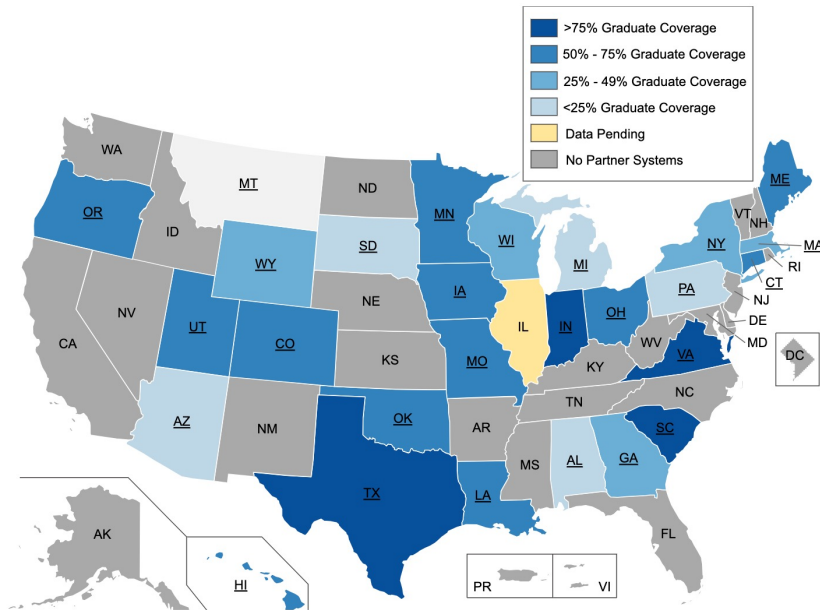 >75% Graduate Coverage
50% - 75% Graduate Coverage
25% - 49% Graduate Coverage
<25% Graduate Coverage
Data Pending
No Partner Systems
WA
MT
ND
MN
ME
VT
NH
OR
ID
SD
WI
NY
MA
WY
MI
RI
CT
IA
PA
NJ
NE
NV
UT
CO
IL
IN
OH
DE
MD
WV
DC
CA
KS
MO
KY
VA
AZ
NM
OK
AR
TN
NC
SC
MS
AL
GA
TX
LA
FL
AK
HI
PR
VI